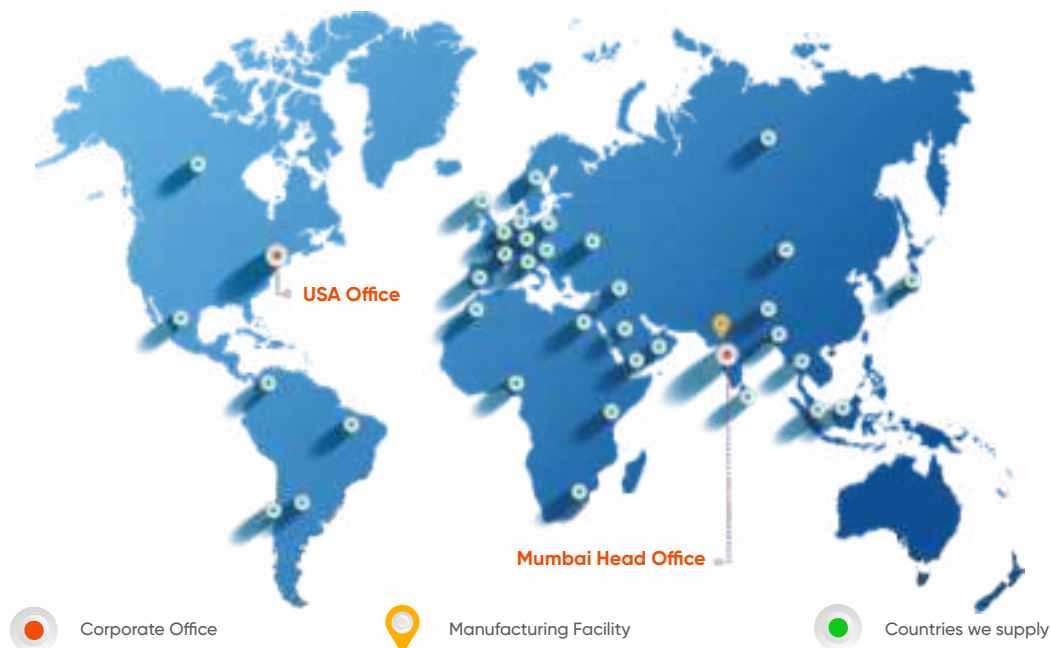 USA Office
Mumbai Head Office
Corporate Office
Manufacturing Facility
Countries we supply